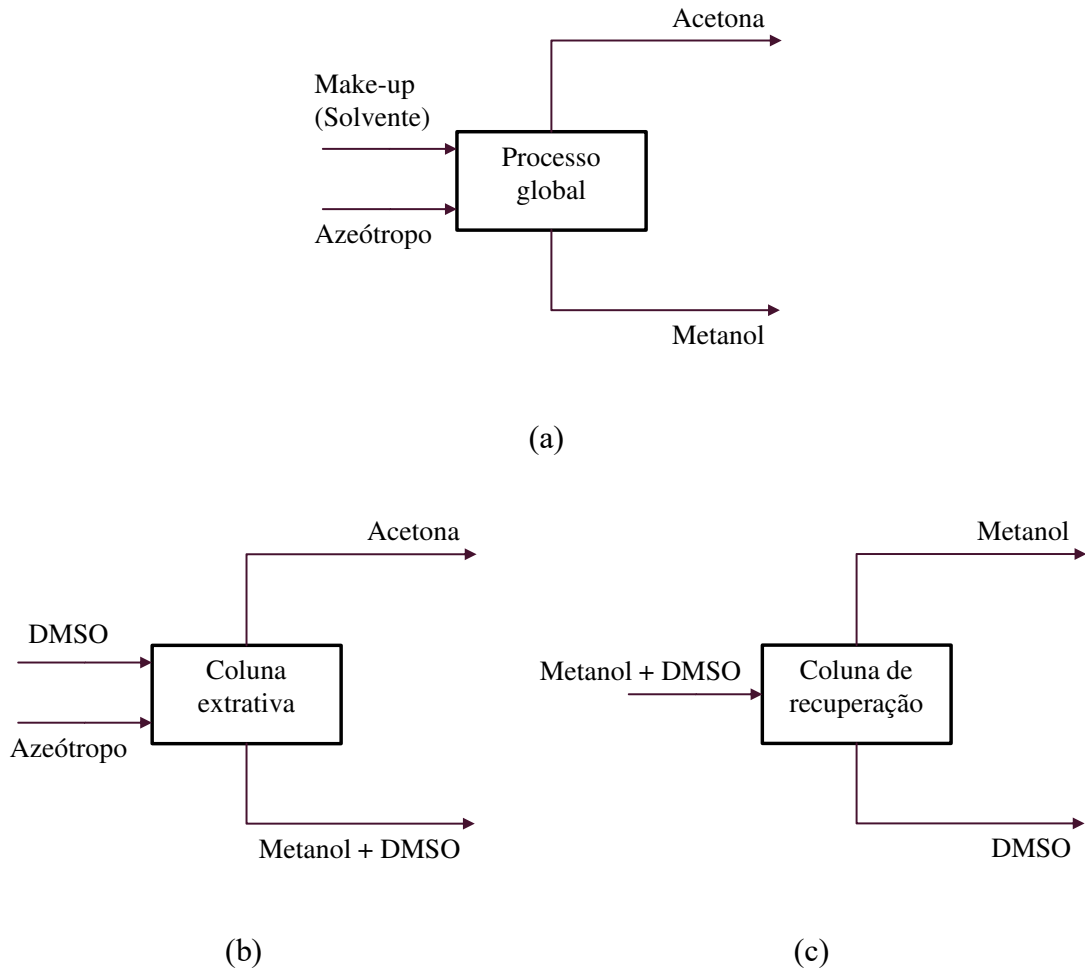 Acetona
Make-up
(Solvente)
Processo
global
Azeótropo
Metanol
(a)
Acetona
DMSO
Coluna
extrativa
Azeótropo
Metanol + DMSO
(b)
Metanol
Metanol + DMSO
Coluna de
recuperação
DMSO
(c)